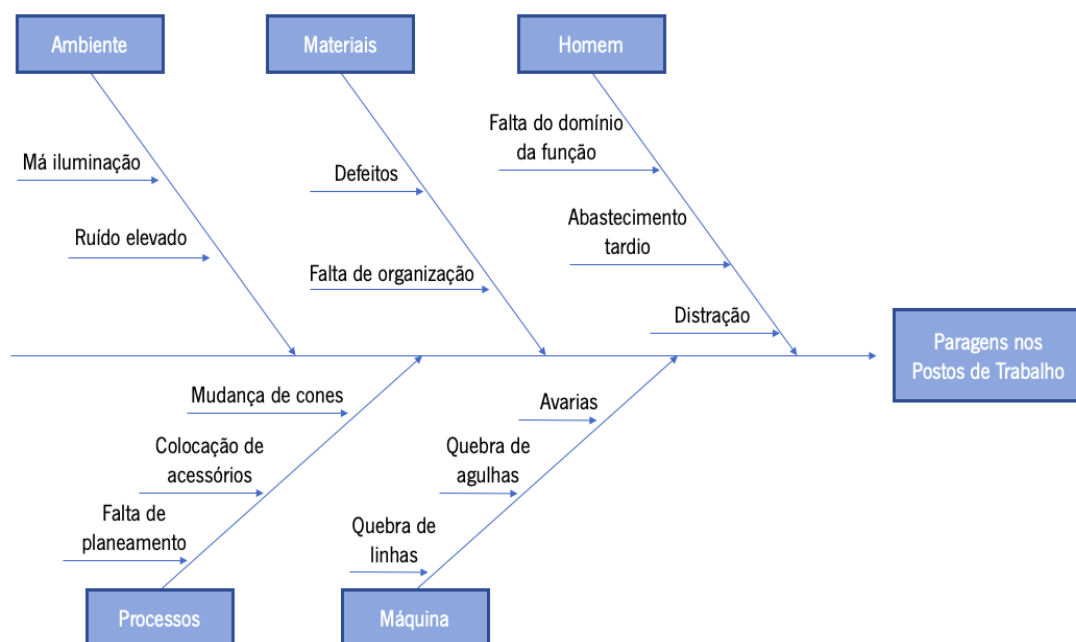 Ambiente
Materiais
Homem
Falta do domínio
da função
Má iluminação
Defeitos
Abastecimento
tardio
Ruído elevado
Falta de organização
Distração
Paragens nos
Postos de Trabalho
Mudança de cones
Avarias
Colocação de
acessórios
Quebra de
agulhas
Falta de
planeamento
Quebra de
linhas
Processos
Máquina